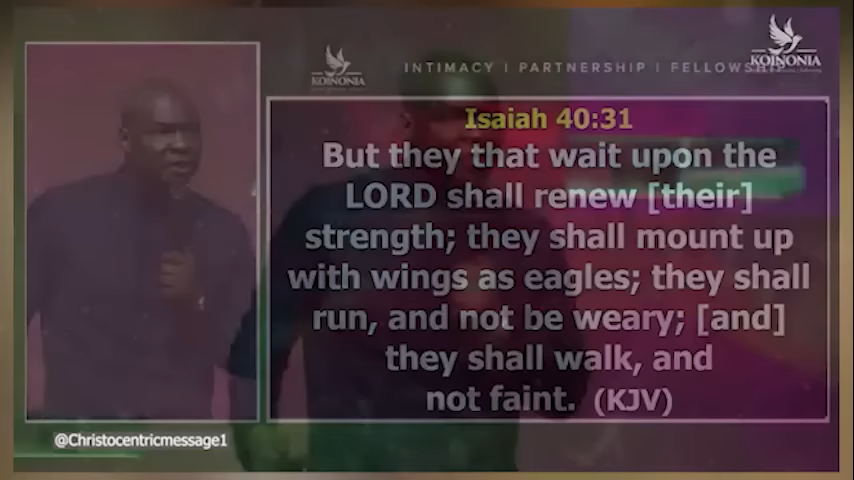 KOINONIA
INTIMACY | PARTNERSHIP | FELLOWSHIP
KOINONIA
Isaiah 40:31
But they that wait upon the
LORD shall renew [their]
strength; they shall mount up
with wings as eagles; they shall
run, and not be weary; [and]
they shall walk, and
not faint. (KJV)
@Christocentricmessage1